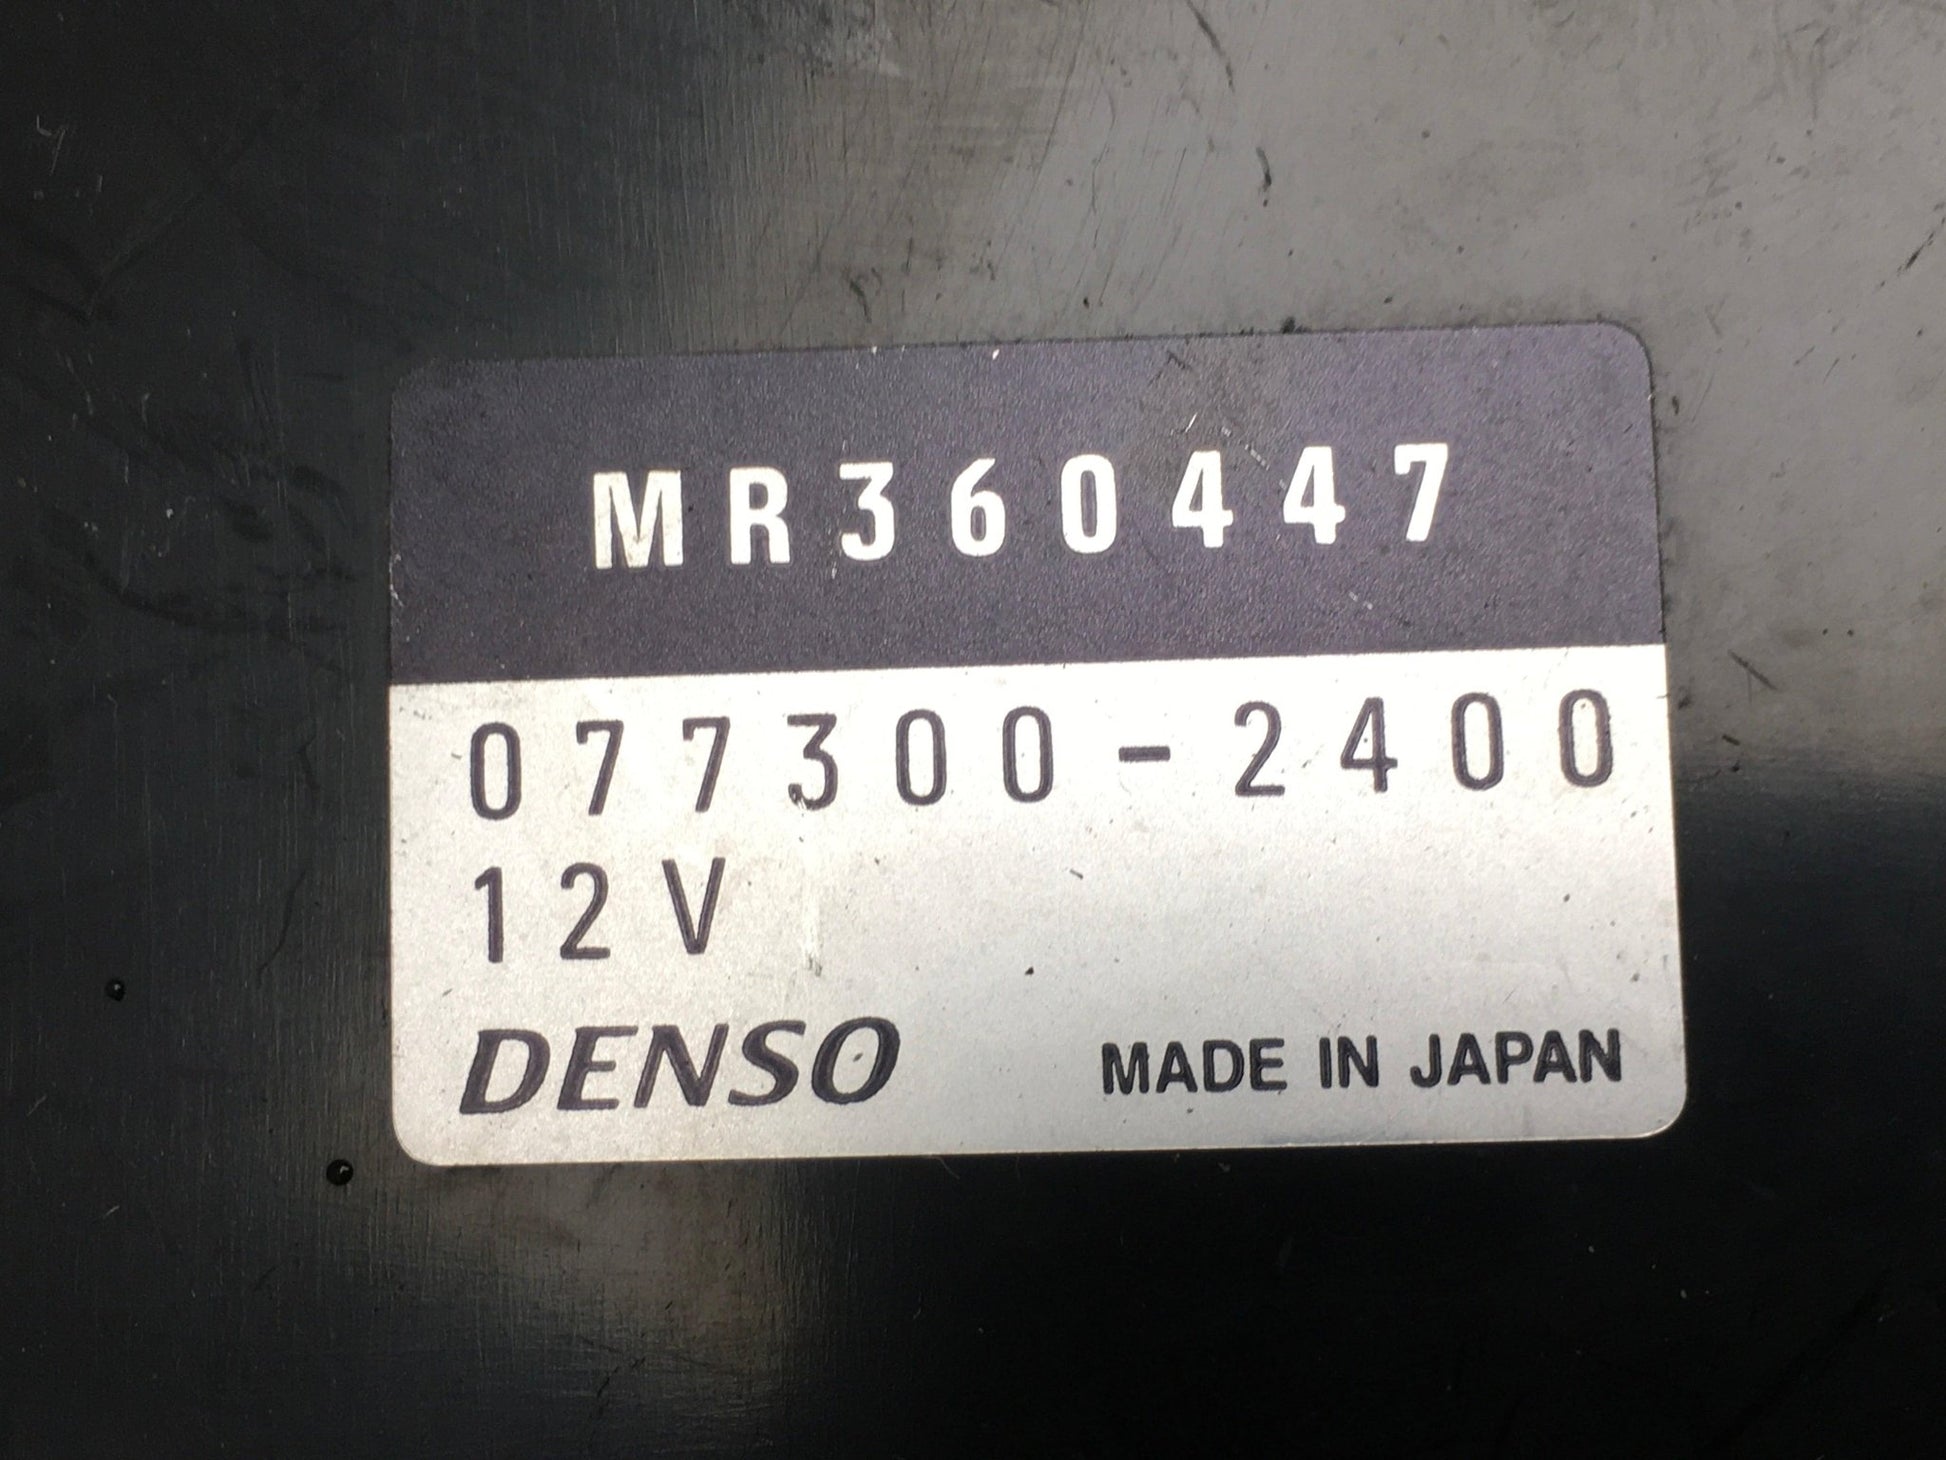 MR360447
077300-2400
12V
DENSO MADE IN JAPAN